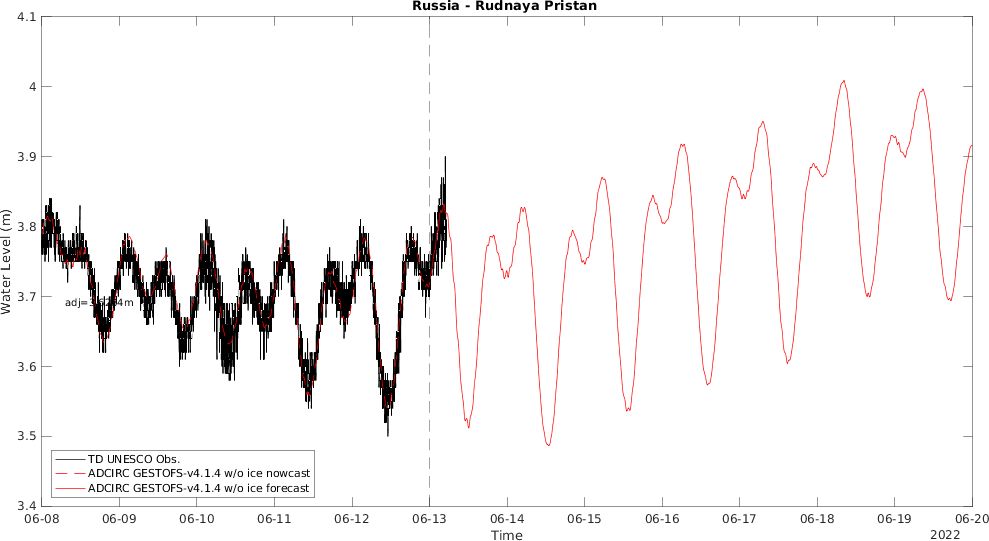 Russia - Rudnaya Pristan
Water Level (m)
4.1
4
3.9
3.8
3.7
3.6
3.5
3.4
TD UNESCO Obs.
ADCIRC GESTOFS-v4.1.4 w/o ice nowcast
ADCIRC GESTOFS-v4.1.4 w/o ice forecast
06-08 06-09 06-10 06-11 06-12 06-13 06-14 06-15 06-16 06-17 06-18 06-19 06-20
Time
2022